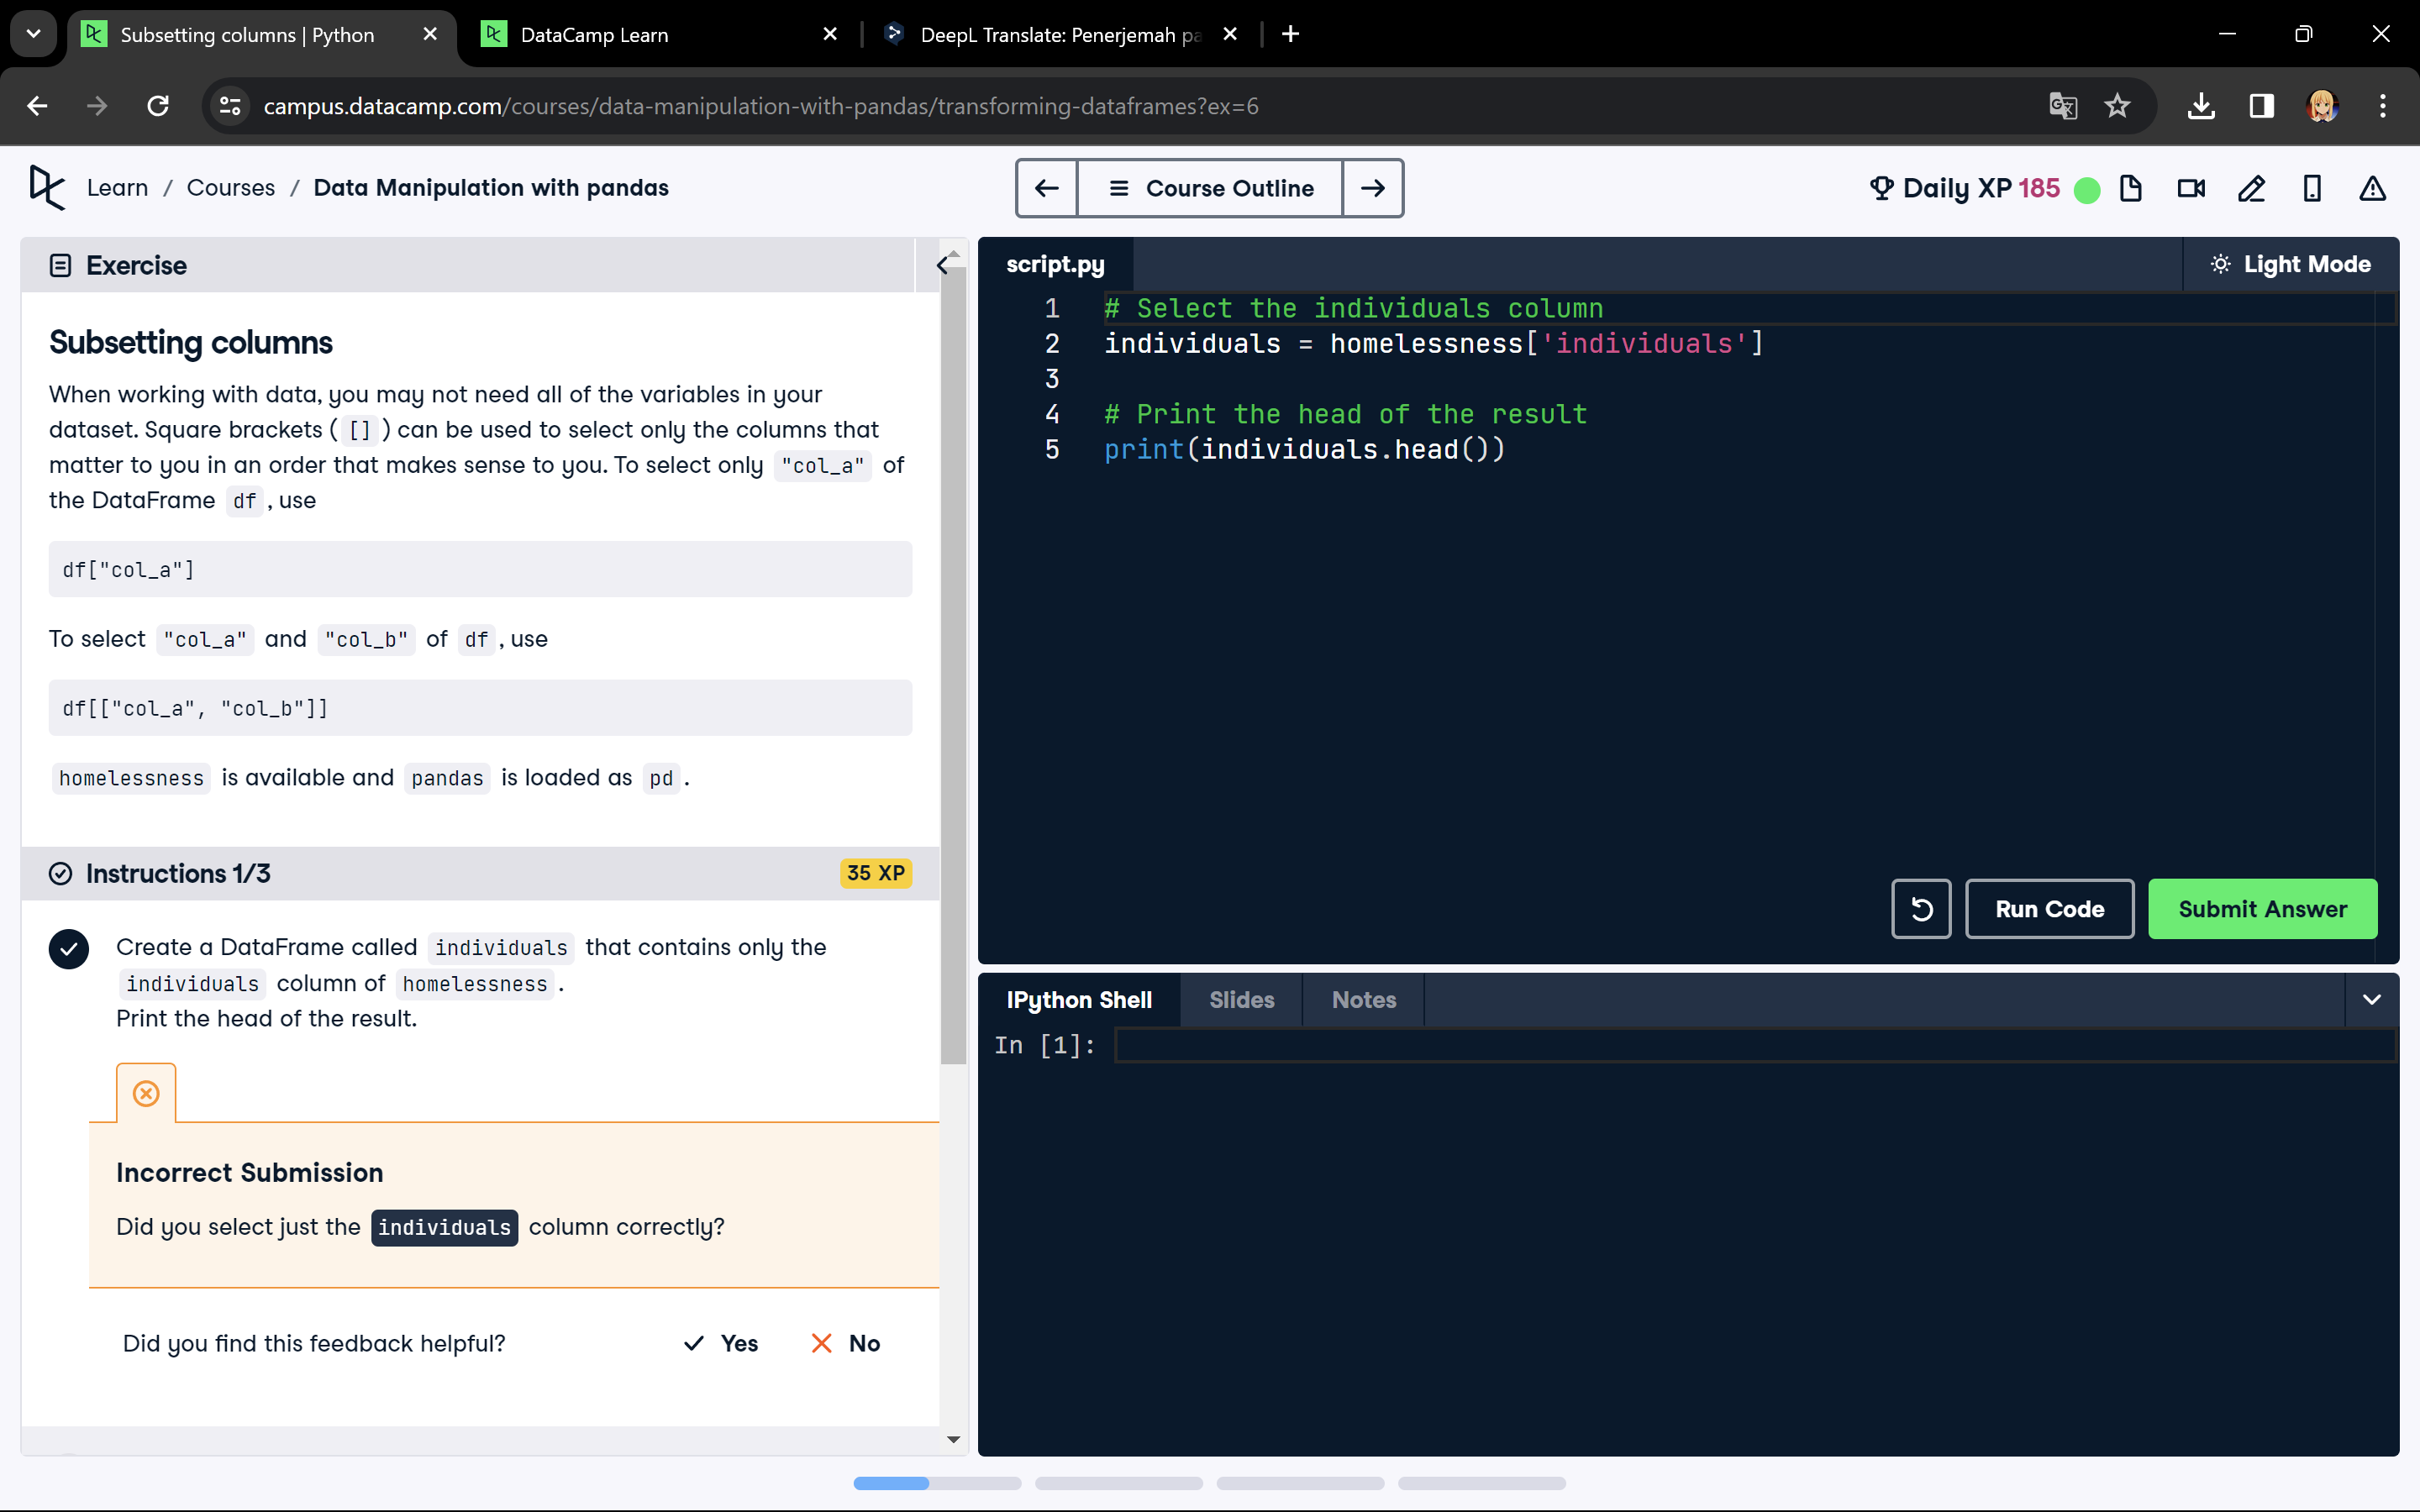 Subsetting columns | Python
DataCamp Learn
DeepL Translate: Penerjemah pa
campus.datacamp.com/courses/data-manipulation-with-pandas/transforming-dataframes?ex=6
Learn / Courses / Data Manipulation with pandas
Course Outline
Daily XP 185
Exercise
Subsetting columns
When working with data, you may not need all of the variables in your
dataset. Square brackets ( [] ) can be used to select only the columns that
matter to you in an order that makes sense to you. To select only "col_a" of
the DataFrame df , use
df["col_a"]
To select "col_a" and "col_b" of df , use
df[["col_a", "col_b"]]
homelessness is available and pandas is loaded as pd .
Instructions 1/3
35 XP
Create a DataFrame called individuals that contains only the
individuals column of homelessness .
Print the head of the result.
Incorrect Submission
Did you select just the individuals column correctly?
Did you find this feedback helpful?
Yes
No
script.py
Light Mode
1 # Select the individuals column
2 individuals = homelessness['individuals']
3
4 # Print the head of the result
5 print(individuals.head())
Run Code
Submit Answer
IPython Shell
Slides
Notes
In [1]: